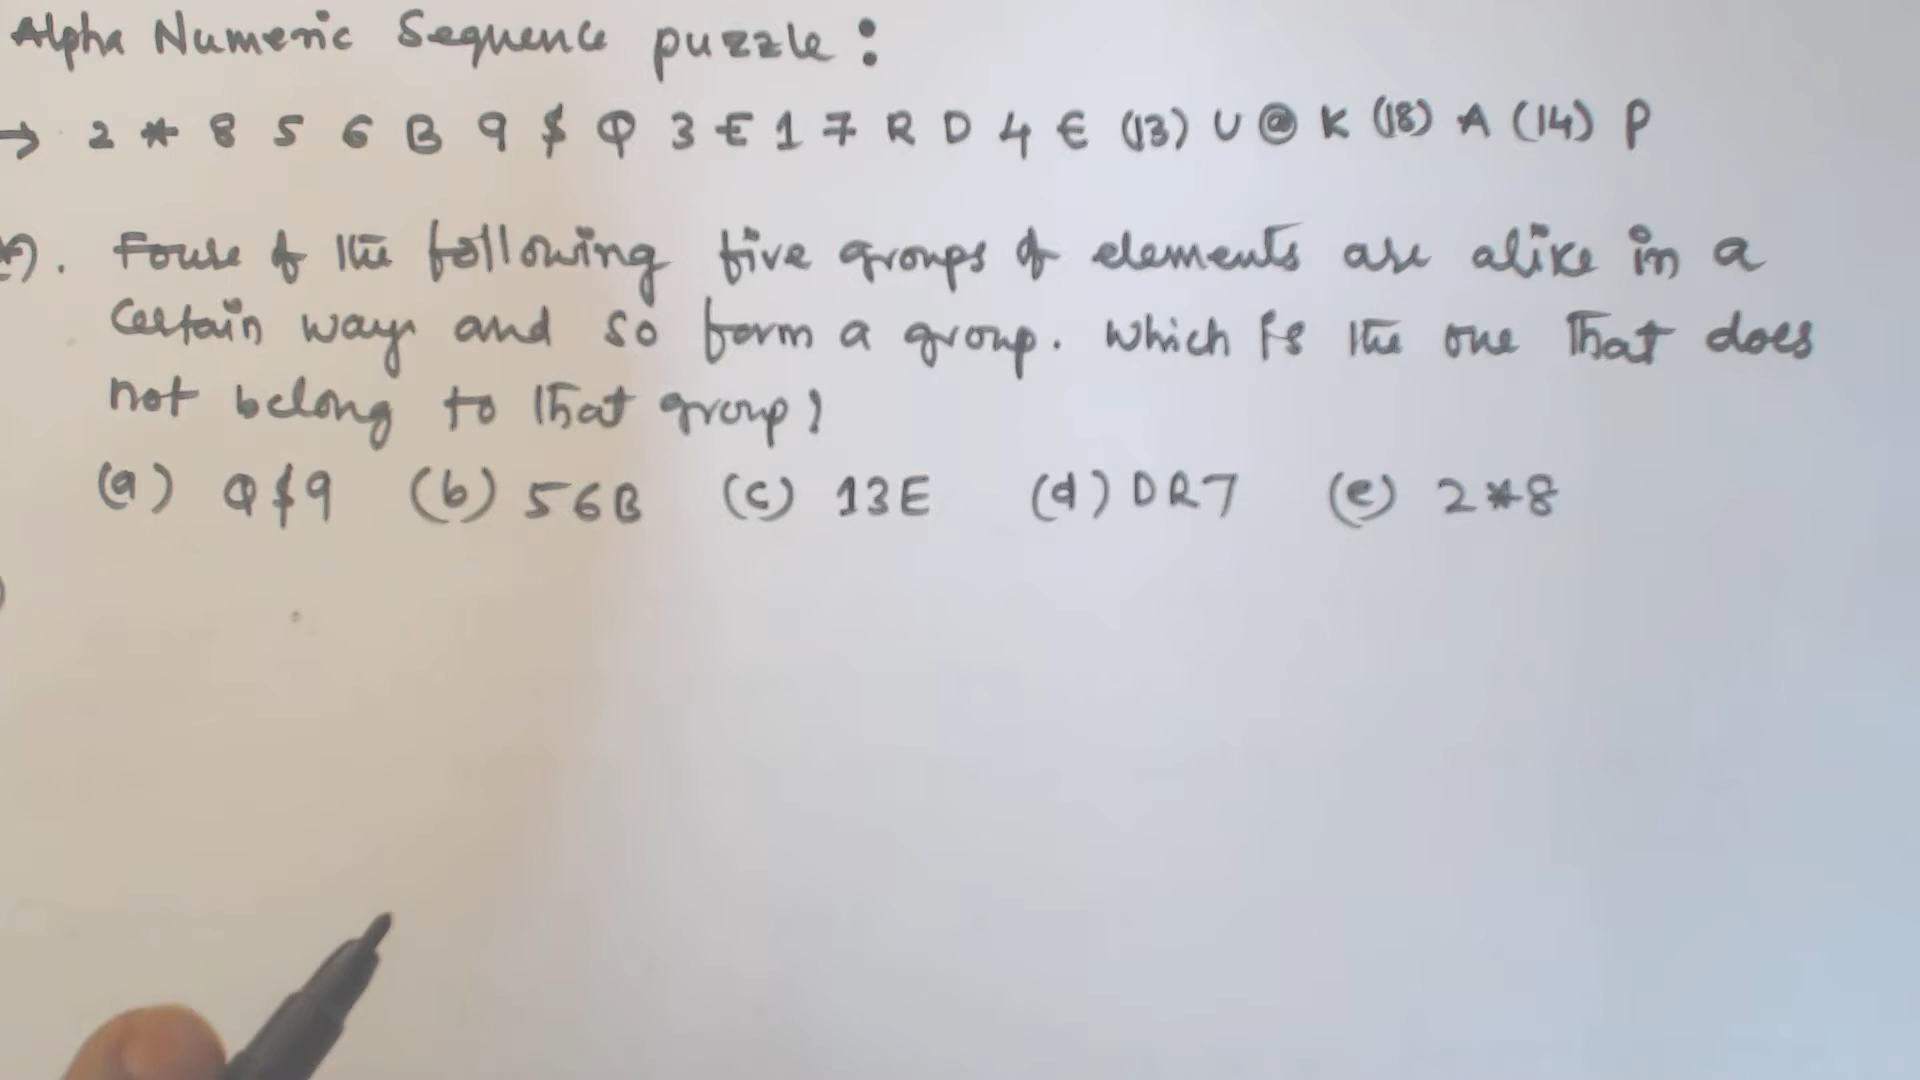 Alpha Numeric Sequence puzzle :
→ 2 * 8 5 6 B 9 $ Q 3 E 1 7 R D 4 € (13) U @ K (18) A (14) P
. Four of the following five groups of elements are alike in a
certain way and so form a group. Which is the one that does
not belong to that group?
(a) Q$9 (b) 56B (c) 13E (d) DR7 (e) 2*8